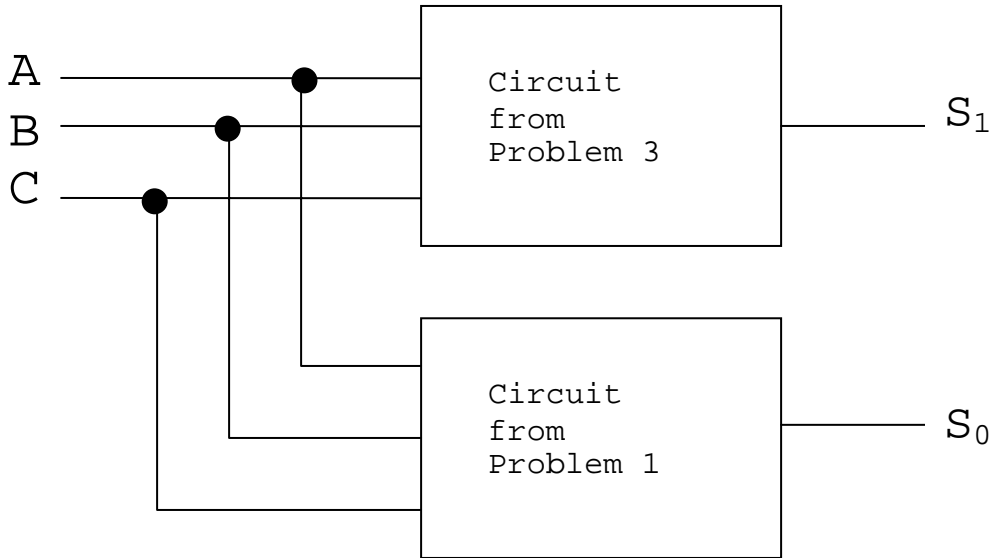 A
B
C
Circuit
from
Problem 3
S₁
Circuit
from
Problem 1
S₀